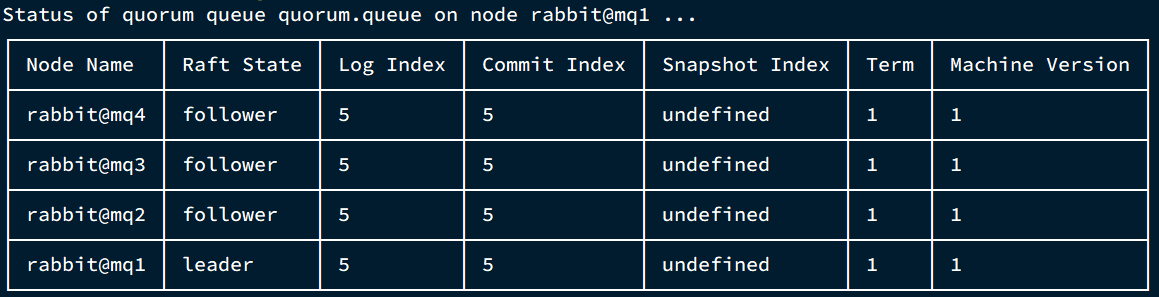 Status of quorum queue quorum.queue on node rabbit@mq1 ...
Node Name Raft State Log Index Commit Index Snapshot Index Term Machine Version
rabbit@mq4 follower 5 5 undefined 1 1
rabbit@mq3 follower 5 5 undefined 1 1
rabbit@mq2 follower 5 5 undefined 1 1
rabbit@mq1 leader 5 5 undefined 1 1